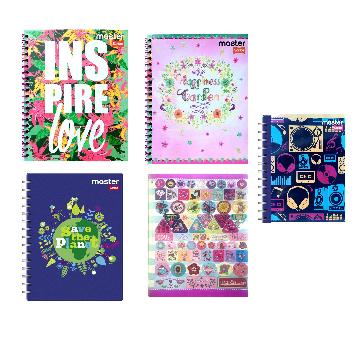 master
INS
PIRE
love
master
Happiness
Garden
master
master
save
the
Planet